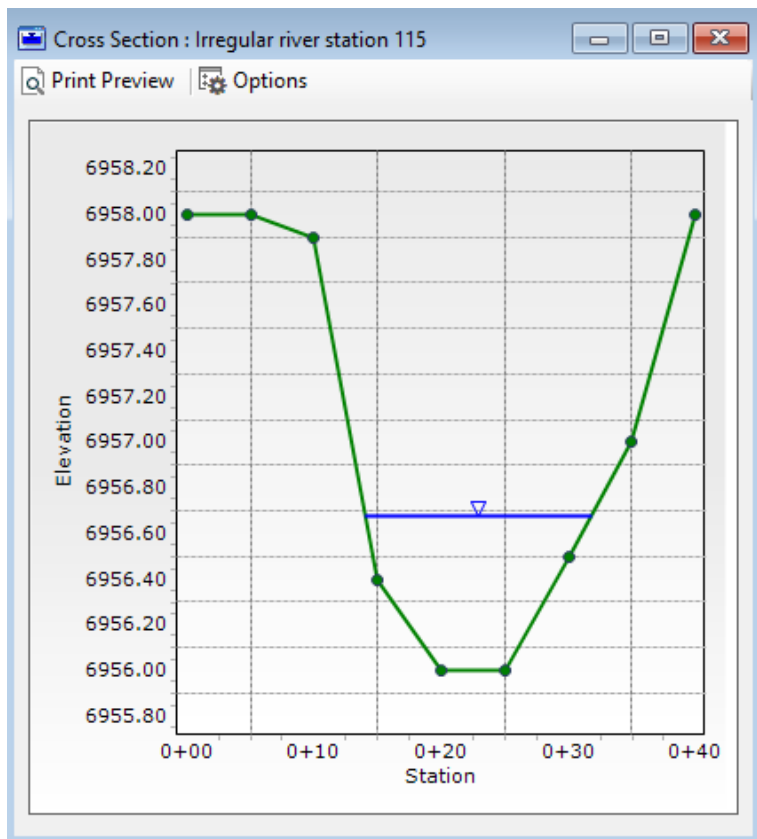 Cross Section : Irregular river station 115
Print Preview Options
6958.20
6958.00
6957.80
6957.60
6957.40
6957.20
6957.00
6956.80
6956.60
6956.40
6956.20
6956.00
6955.80
Elevation
0+00 0+10 0+20 0+30 0+40
Station